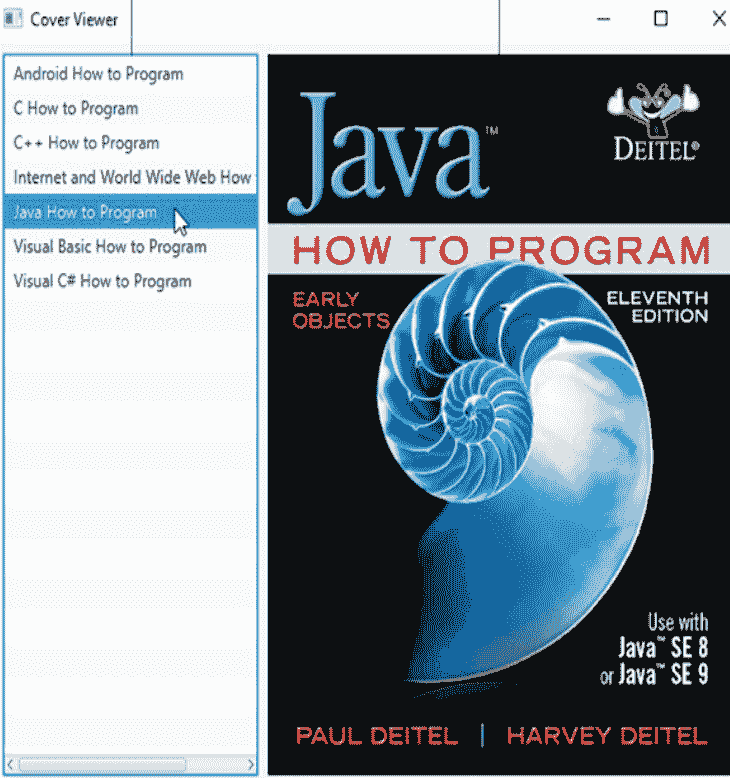 Cover Viewer
Android How to Program
C How to Program
C++ How to Program
Internet and World Wide Web How
Java How to Program
Visual Basic How to Program
Visual C# How to Program
Java™
DEITEL®
HOW TO PROGRAM
EARLY
OBJECTS
ELEVENTH
EDITION
Use with
Java™ SE 8
or Java™ SE 9
PAUL DEITEL | HARVEY DEITEL